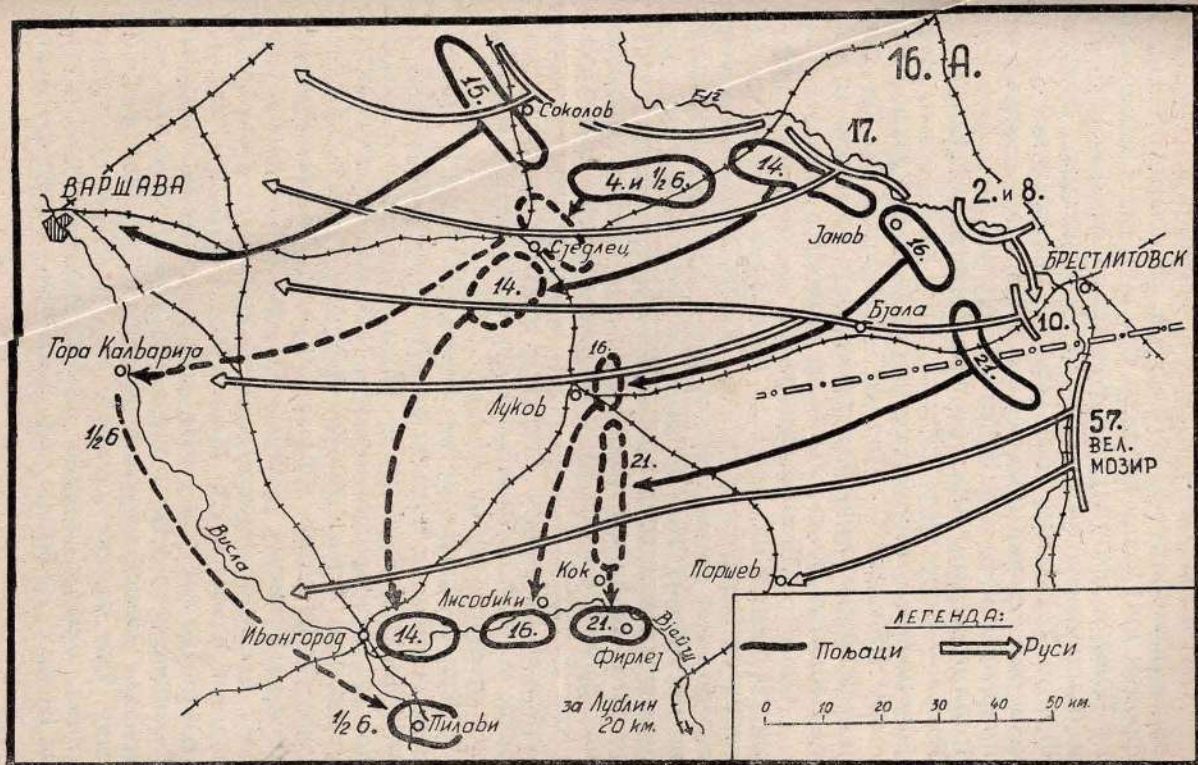 16. А.
15.
Соколов
БУГ
17.
ВАРШАВА
4. и ½ 6.
14.
2. и 8.
Сједлец
Јанов
16.
БРЕСТЛИТОВСК
14.
Бјала
10.
Гора Калварија
16.
21.
Луков
½ 6
21.
57.
ВЕЛ.
МОЗИР
Висла
Кок
Паршев
Лисобики
Ивангород
14.
16.
21.
Вјепш
Фирлеј
½ 6.
Пилави
за Лублин
20 км.
ЛЕГЕНДА:
Пољаци
Руси
0 10 20 30 40 50 км.